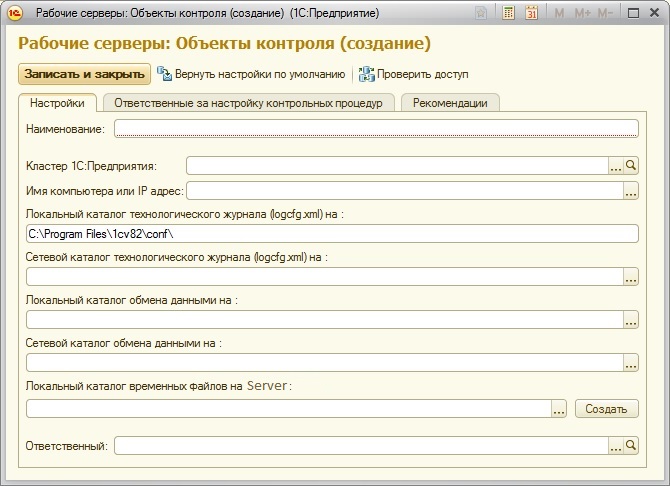 1С Рабочие серверы: Объекты контроля (создание) (1С:Предприятие) 31 M M+ M-
Рабочие серверы: Объекты контроля (создание)
Записать и закрыть Вернуть настройки по умолчанию Проверить доступ
Настройки Ответственные за настройку контрольных процедур Рекомендации
Наименование:
Кластер 1С:Предприятия: ...
Имя компьютера или IP адрес: ...
Локальный каталог технологического журнала (logcfg.xml) на :
C:\Program Files\1cv82\conf\
Сетевой каталог технологического журнала (logcfg.xml) на :
...
Локальный каталог обмена данными на :
...
Сетевой каталог обмена данными на :
...
Локальный каталог временных файлов на Server :
... Создать
Ответственный: ...